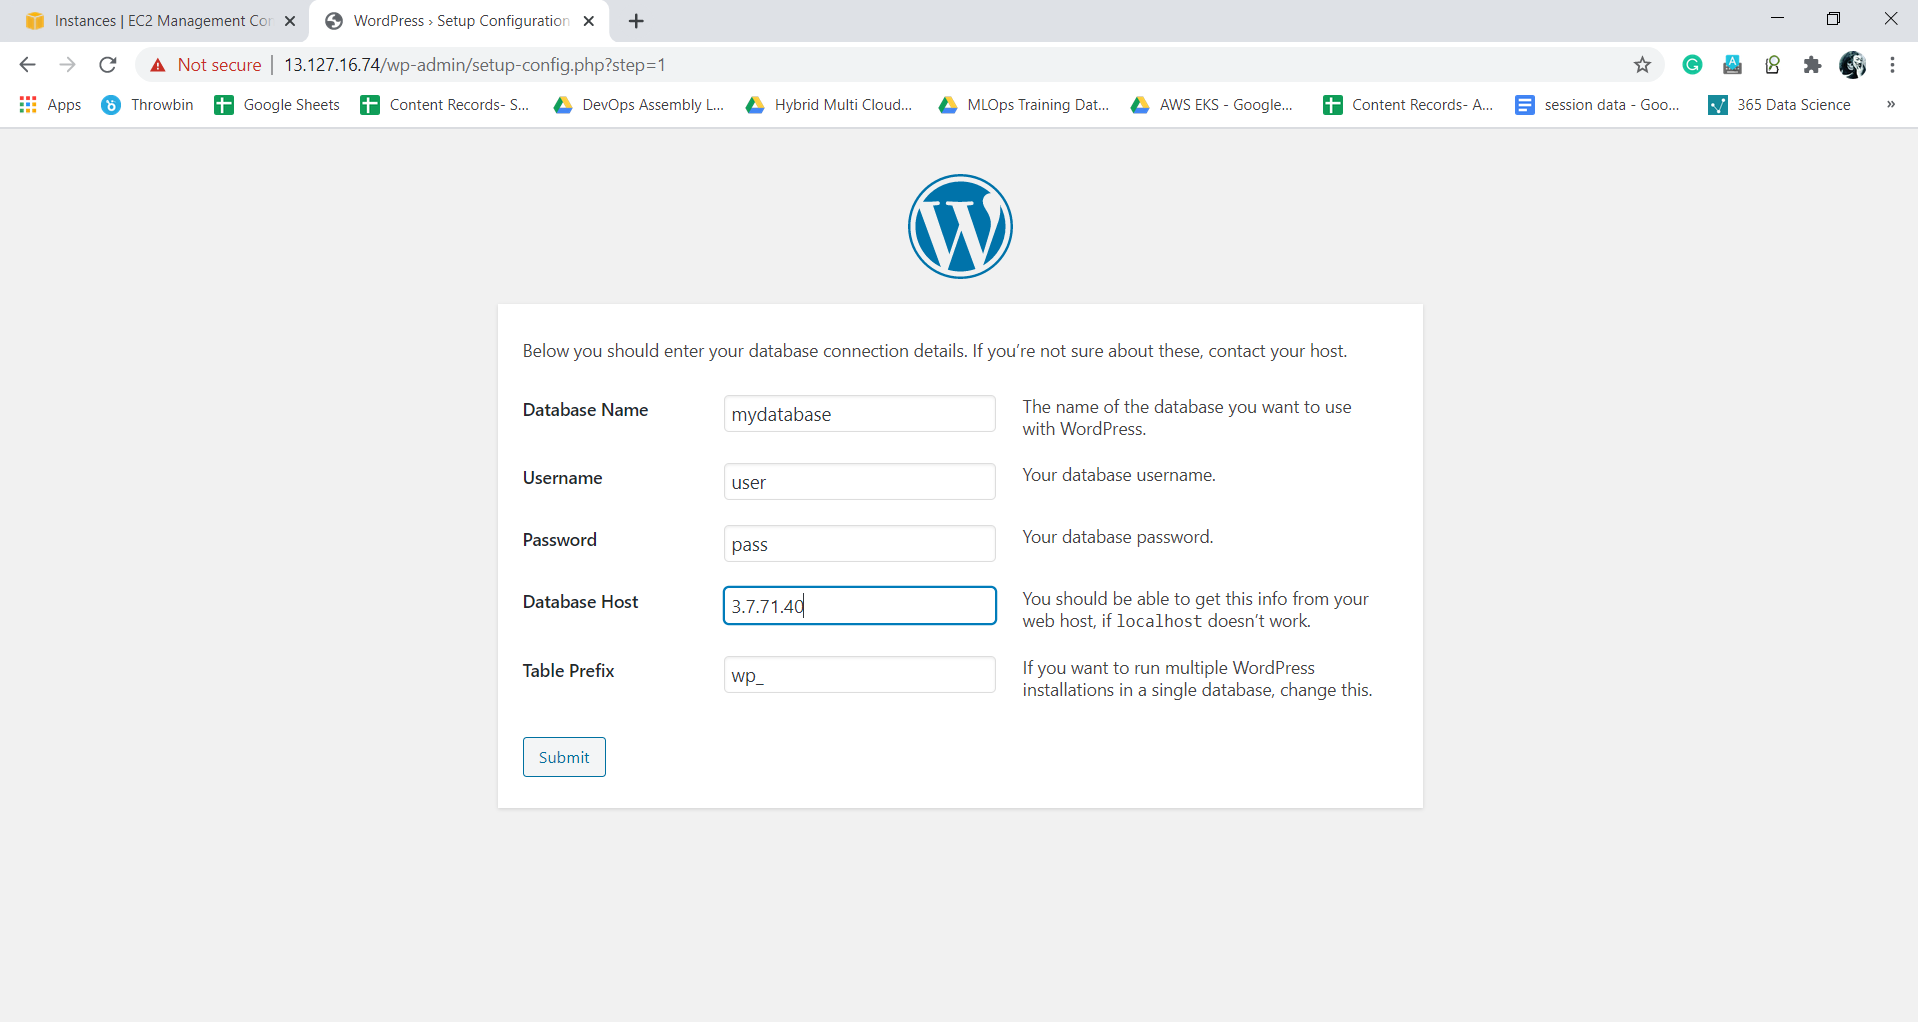 Instances | EC2 Management Con
WordPress › Setup Configuration
Not secure | 13.127.16.74/wp-admin/setup-config.php?step=1
Apps Throwbin Google Sheets Content Records- S... DevOps Assembly L... Hybrid Multi Cloud... MLOps Training Dat... AWS EKS - Google... Content Records- A... session data - Goo... 365 Data Science »
Below you should enter your database connection details. If you’re not sure about these, contact your host.
Database Name mydatabase The name of the database you want to use
with WordPress.
Username user Your database username.
Password pass Your database password.
Database Host 3.7.71.40 You should be able to get this info from your
web host, if localhost doesn’t work.
Table Prefix wp_ If you want to run multiple WordPress
installations in a single database, change this.
Submit